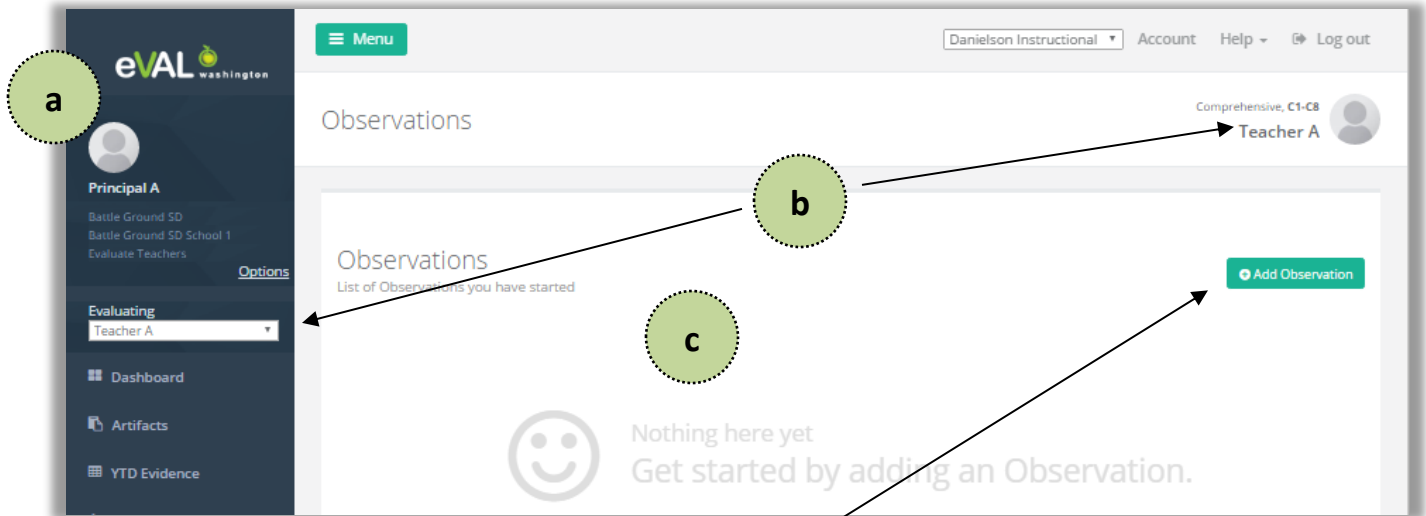 eVAL washington
a
Principal A
Battle Ground SD
Battle Ground SD School 1
Evaluate Teachers
Options
Evaluating
Teacher A
Dashboard
Artifacts
YTD Evidence
Menu
Danielson Instructional
Account
Help
Log out
Observations
Comprehensive, C1-C8
Teacher A
b
Observations
List of Observations you have started
Add Observation
c
Nothing here yet
Get started by adding an Observation.